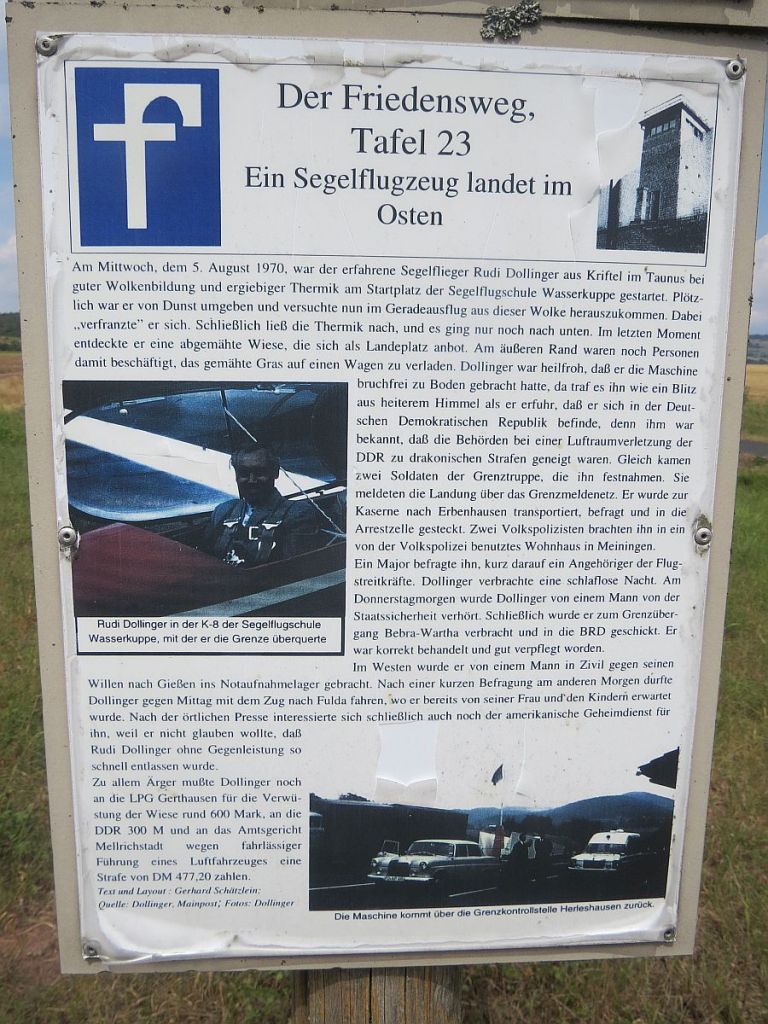 f
Der Friedensweg,
Tafel 23
Ein Segelflugzeug landet im
Osten
Am Mittwoch, dem 5. August 1970, war der erfahrene Segelflieger Rudi Dollinger aus Kriftel im Taunus bei
guter Wolkenbildung und ergiebiger Thermik am Startplatz der Segelflugschule Wasserkuppe gestartet. Plötz-
lich war er von Dunst umgeben und versuchte nun im Geradeausflug aus dieser Wolke herauszukommen. Dabei
„verfranzte" er sich. Schließlich ließ die Thermik nach, und es ging nur noch nach unten. Im letzten Moment
entdeckte er eine abgemähte Wiese, die sich als Landeplatz anbot. Am äußeren Rand waren noch Personen
damit beschäftigt, das gemähte Gras auf einen Wagen zu verladen. Dollinger war heilfroh, daß er die Maschine
bruchfrei zu Boden gebracht hatte, da traf es ihn wie ein Blitz
aus heiterem Himmel als er erfuhr, daß er sich in der Deut-
schen Demokratischen Republik befinde, denn ihm war
bekannt, daß die Behörden bei einer Luftraumverletzung der
DDR zu drakonischen Strafen geneigt waren. Gleich kamen
zwei Soldaten der Grenztruppe, die ihn festnahmen. Sie
meldeten die Landung über das Grenzmeldenetz. Er wurde zur
Kaserne nach Erbenhausen transportiert, befragt und in die
Arrestzelle gesteckt. Zwei Volkspolizisten brachten ihn in ein
von der Volkspolizei benutztes Wohnhaus in Meiningen.
Ein Major befragte ihn, kurz darauf ein Angehöriger der Flug-
streitkräfte. Dollinger verbrachte eine schlaflose Nacht. Am
Donnerstagmorgen wurde Dollinger von einem Mann von der
Staatssicherheit verhört. Schließlich wurde er zum Grenzüber-
gang Bebra-Wartha verbracht und in die BRD geschickt. Er
war korrekt behandelt und gut verpflegt worden.
Rudi Dollinger in der K-8 der Segelflugschule
Wasserkuppe, mit der er die Grenze überquerte
Im Westen wurde er von einem Mann in Zivil gegen seinen
Willen nach Gießen ins Notaufnahmelager gebracht. Nach einer kurzen Befragung am anderen Morgen durfte
Dollinger gegen Mittag mit dem Zug nach Fulda fahren, wo er bereits von seiner Frau und den Kindern erwartet
wurde. Nach der örtlichen Presse interessierte sich schließlich auch noch der amerikanische Geheimdienst für
ihn, weil er nicht glauben wollte, daß
Rudi Dollinger ohne Gegenleistung so
schnell entlassen wurde.
Zu allem Ärger mußte Dollinger noch
an die LPG Gerthausen für die Verwü-
stung der Wiese rund 600 Mark, an die
DDR 300 M und an das Amtsgericht
Mellrichstadt wegen fahrlässiger
Führung eines Luftfahrzeuges eine
Strafe von DM 477,20 zahlen.
Text und Layout : Gerhard Schätzlein;
Quelle: Dollinger, Mainpost; Fotos: Dollinger
Die Maschine kommt über die Grenzkontrollstelle Herleshausen zurück.